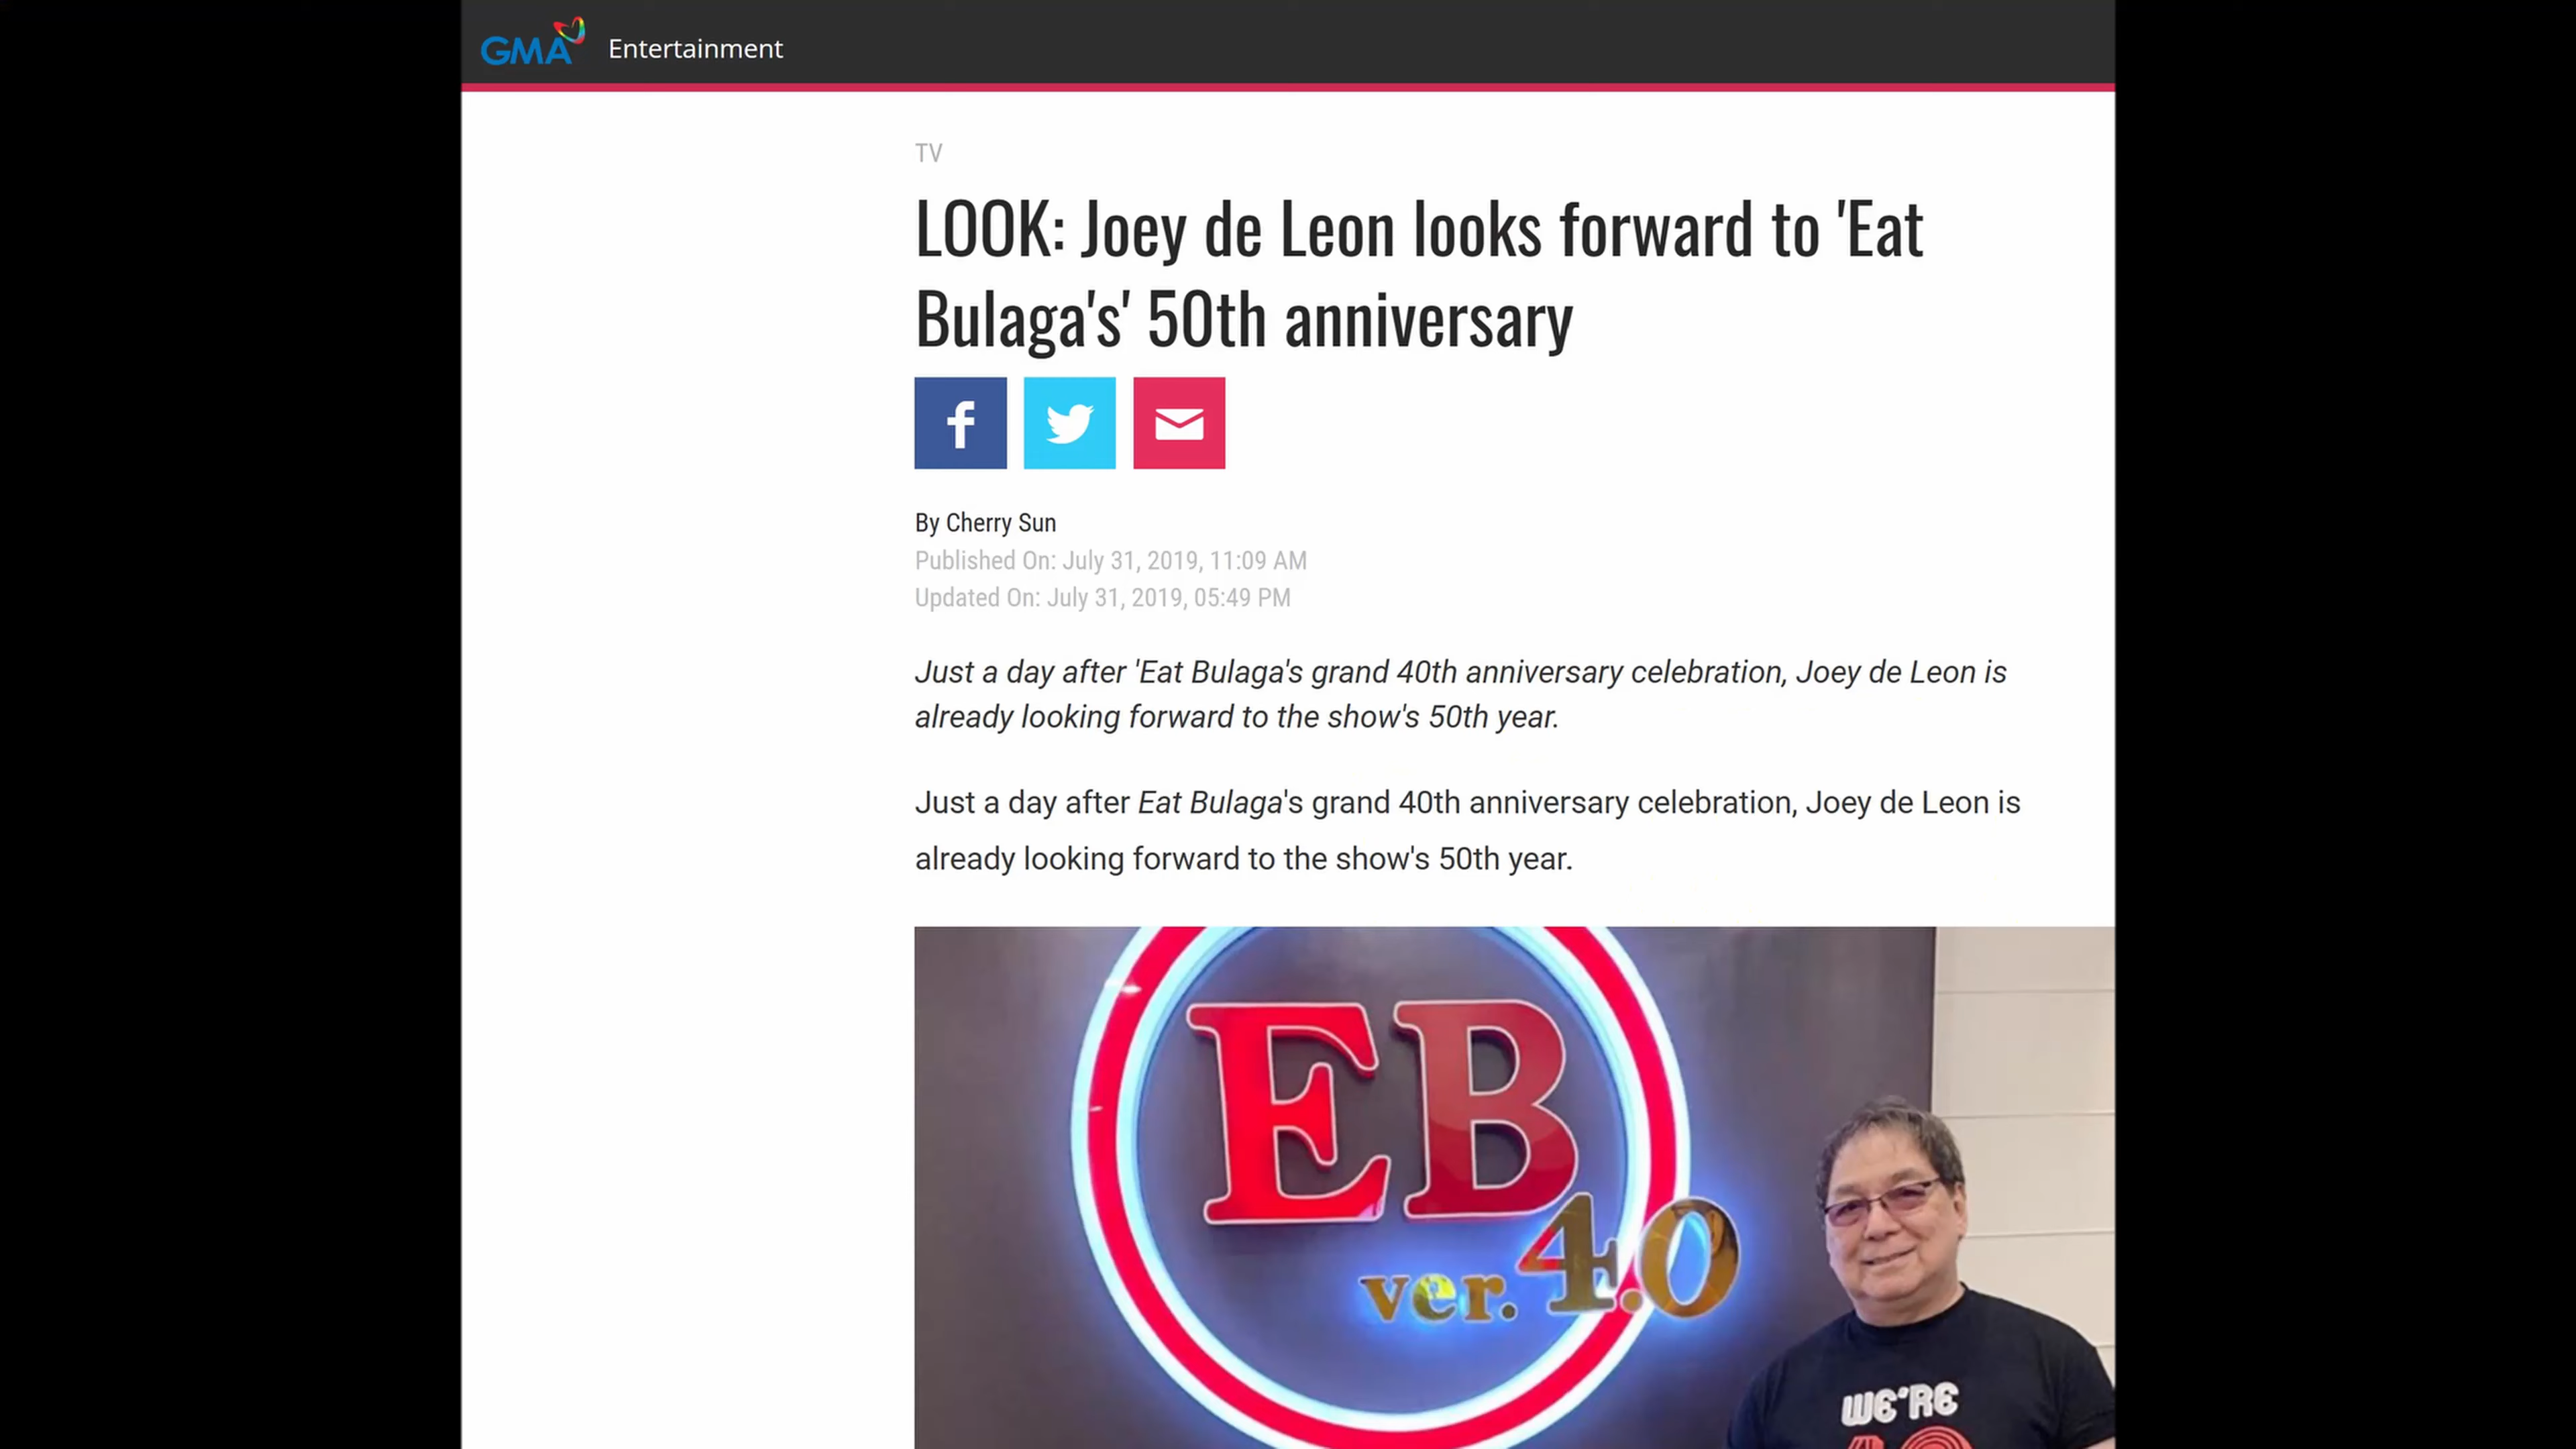 GMA Entertainment
TV
LOOK: Joey de Leon looks forward to 'Eat
Bulaga's' 50th anniversary
By Cherry Sun
Published On: July 31, 2019, 11:09 AM
Updated On: July 31, 2019, 05:49 PM
Just a day after 'Eat Bulaga's grand 40th anniversary celebration, Joey de Leon is
already looking forward to the show's 50th year.
Just a day after Eat Bulaga's grand 40th anniversary celebration, Joey de Leon is
already looking forward to the show's 50th year.
EB
ver. 4.0
WE'RE